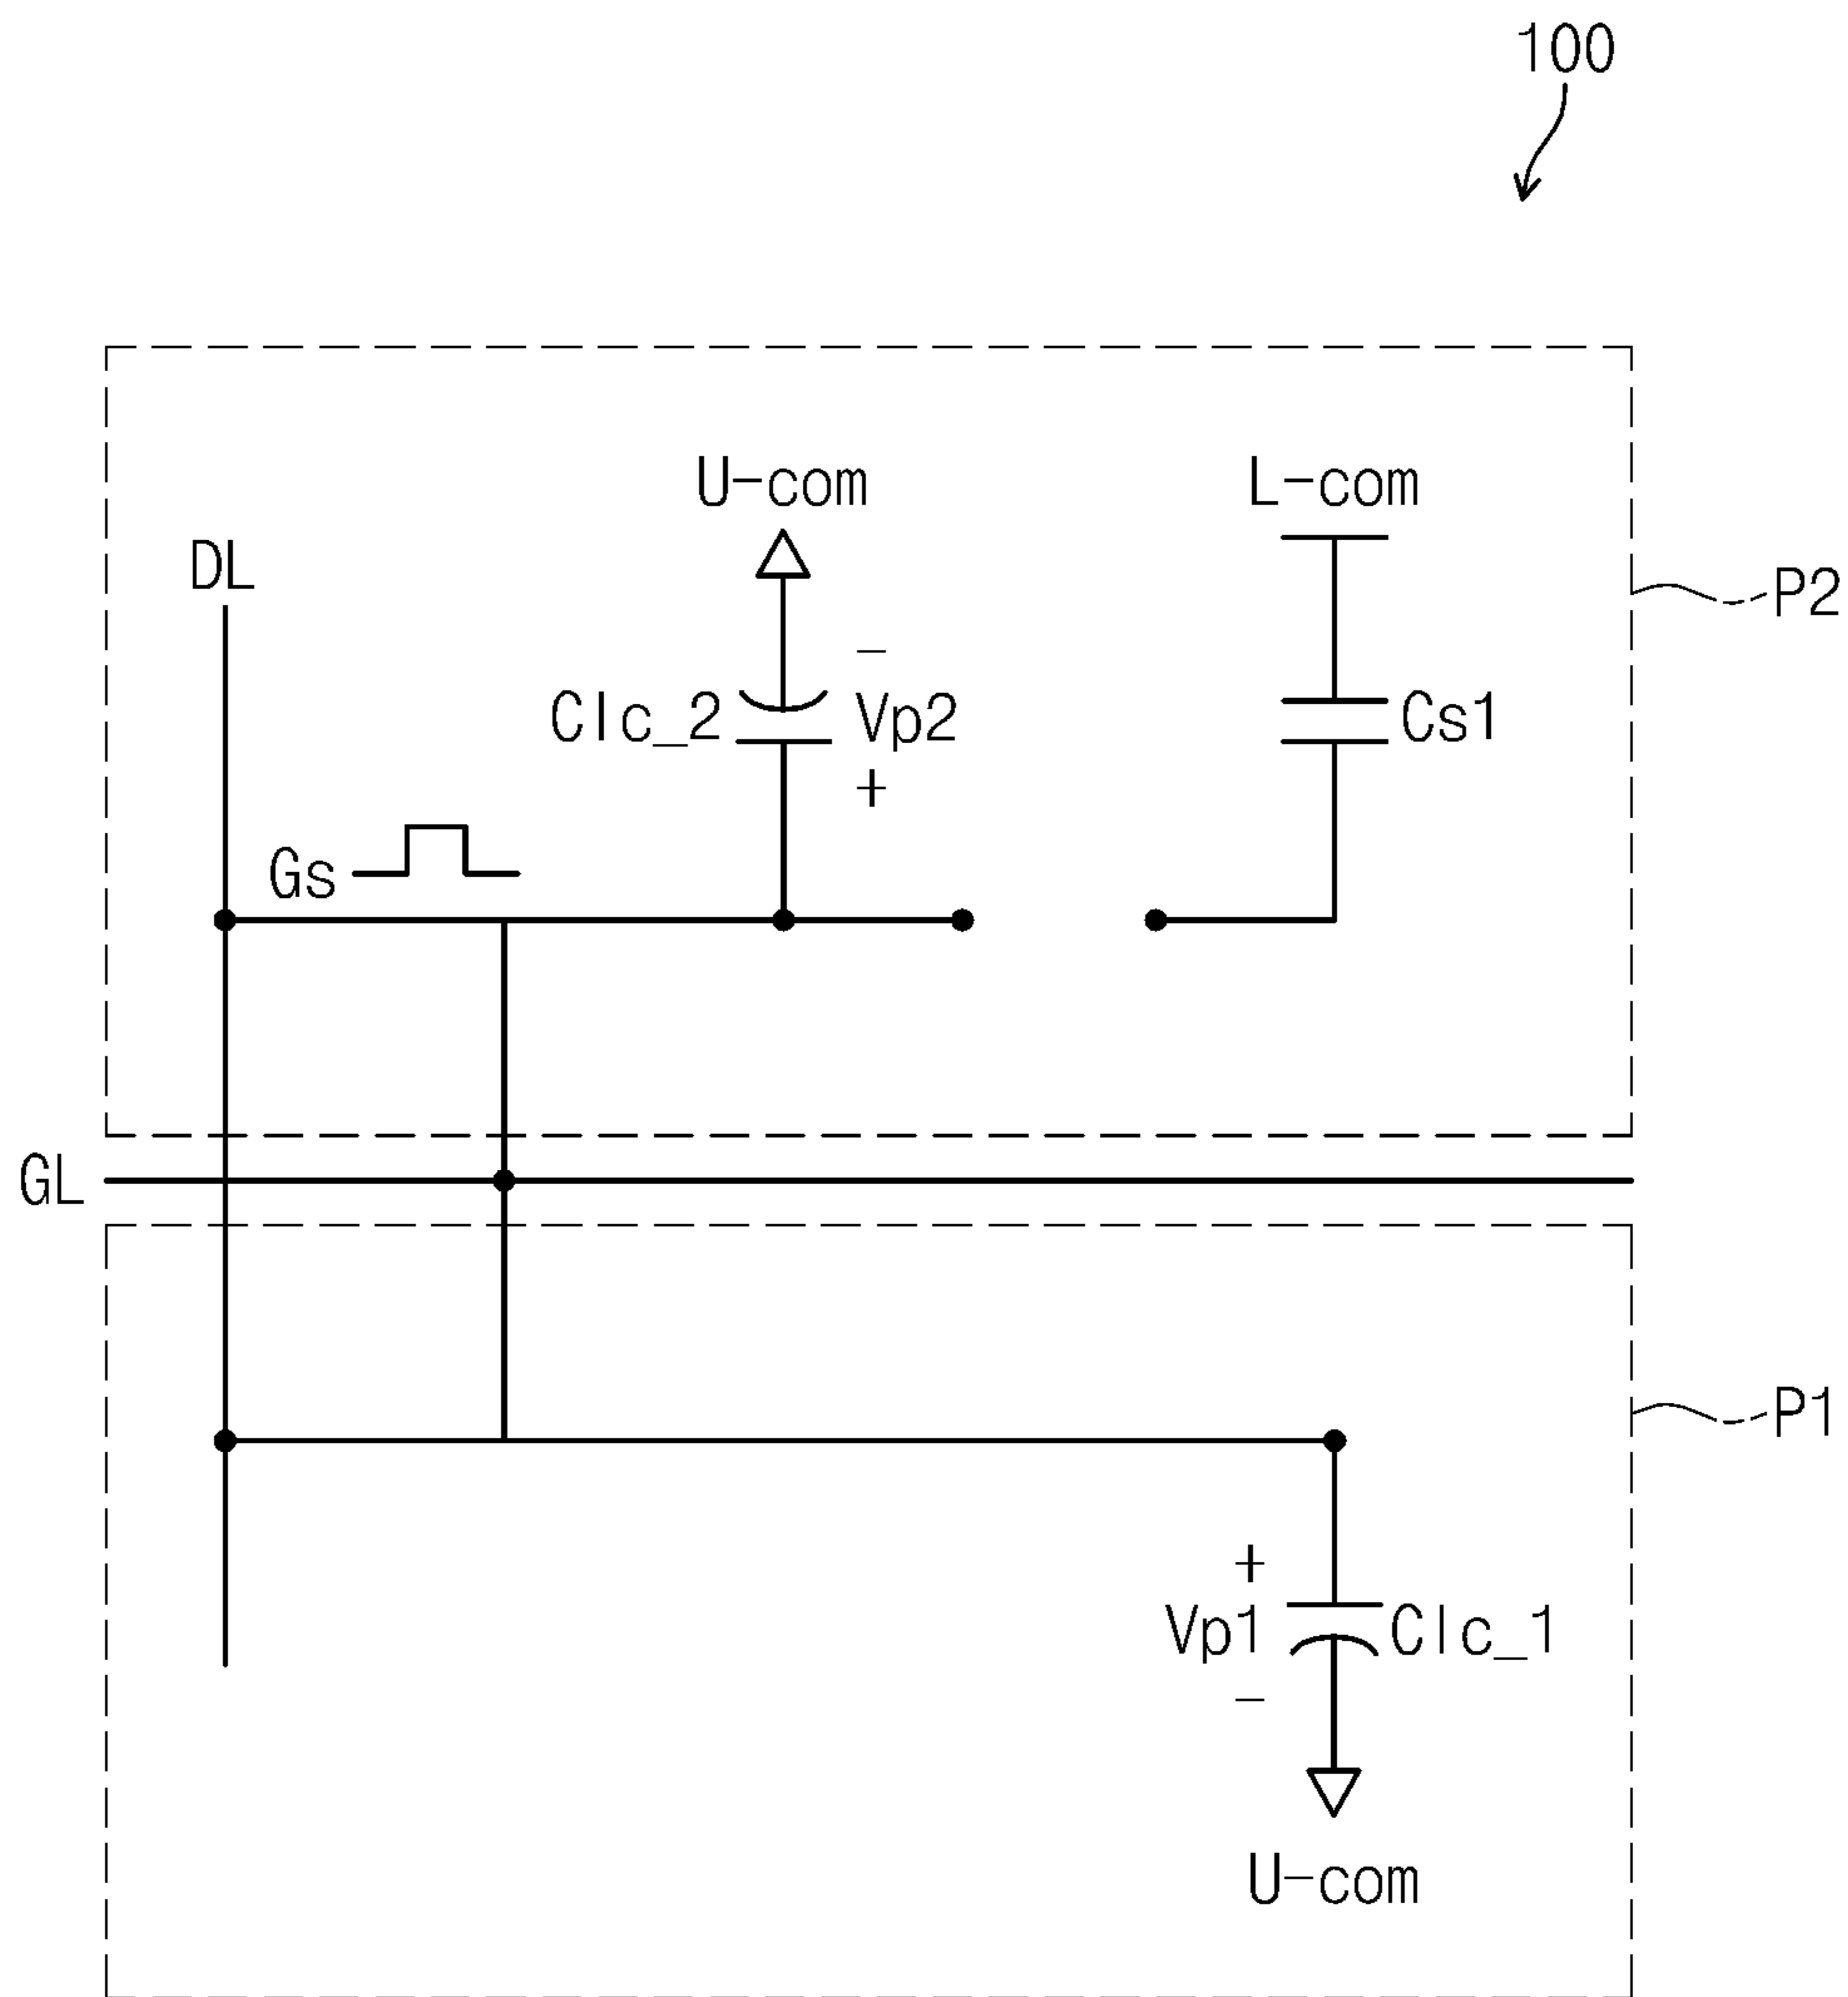 100
U-com
L-com
DL
P2
-
Clc_2
Vp2
Cs1
+
Gs
GL
P1
+
Vp1
Clc_1
-
U-com